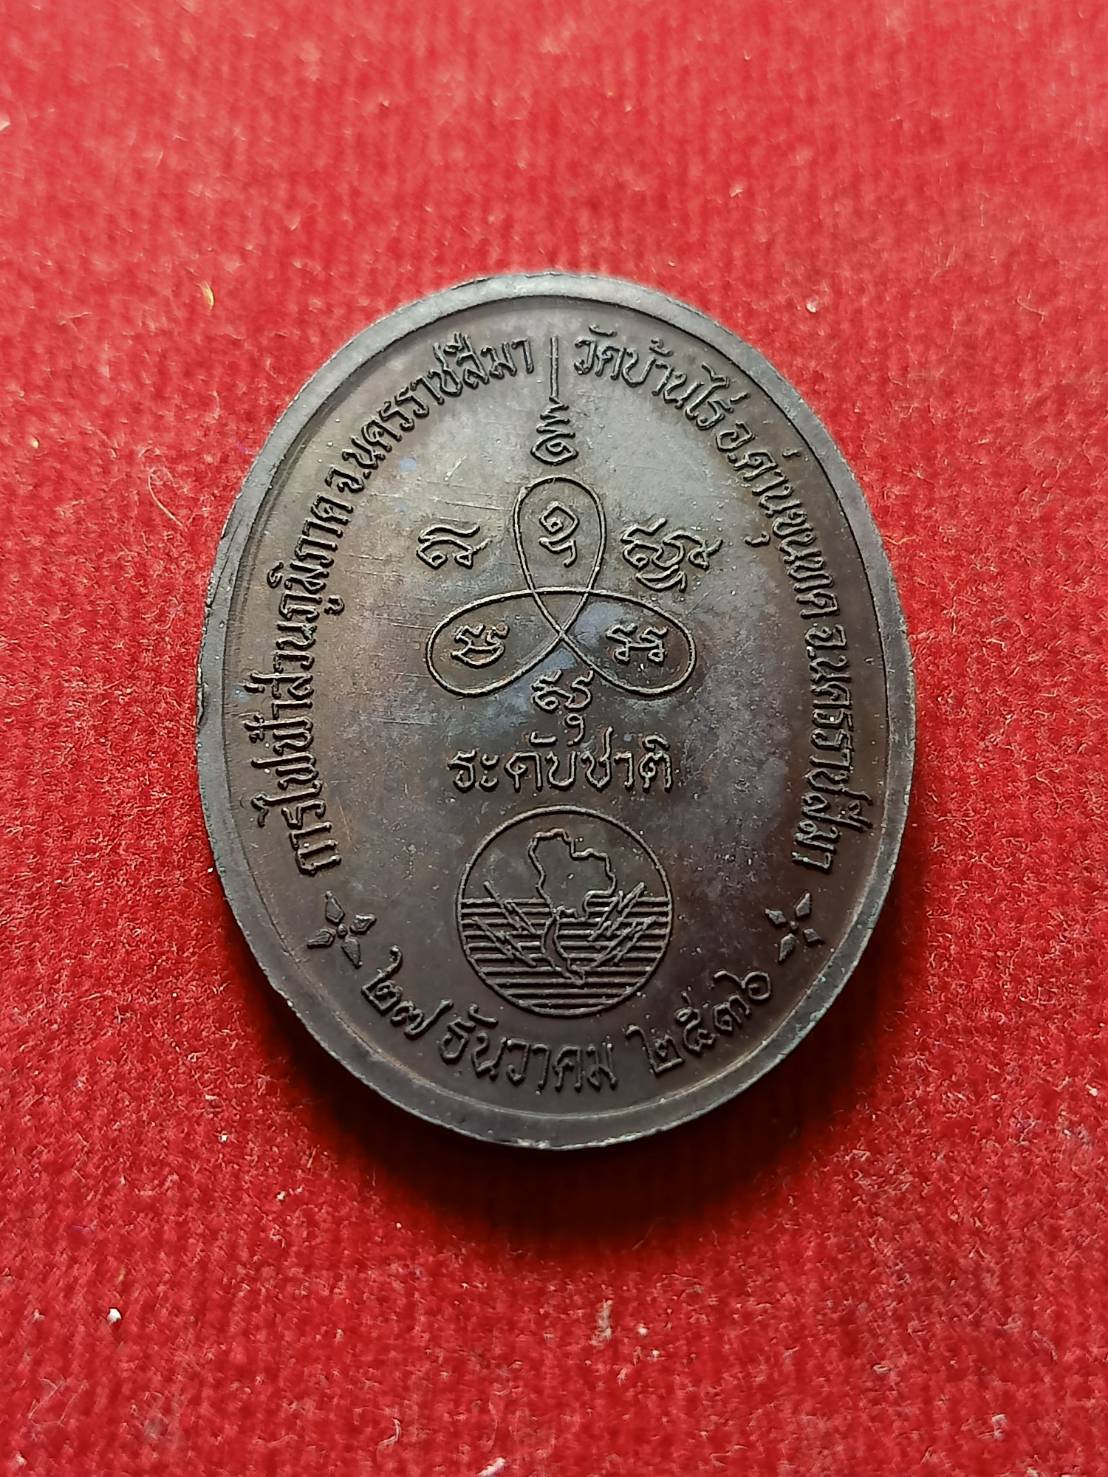 การไฟฟ้าส่วนภูมิภาค จ.นครราชสีมา
วัดบ้านไร่ อ.ด่านขุนทด จ.นครราชสีมา
ระดับชาติ
๒๗ ธันวาคม ๒๕๓๖